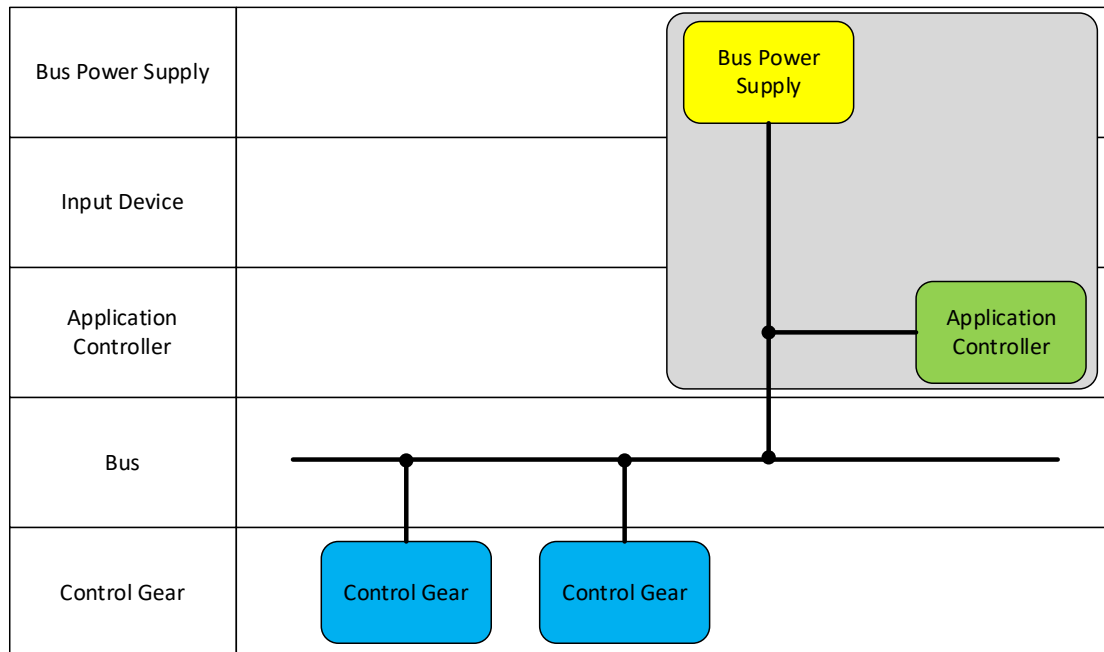 Bus Power Supply
Bus Power
Supply
Input Device
Application
Controller
Application
Controller
Bus
Control Gear
Control Gear
Control Gear